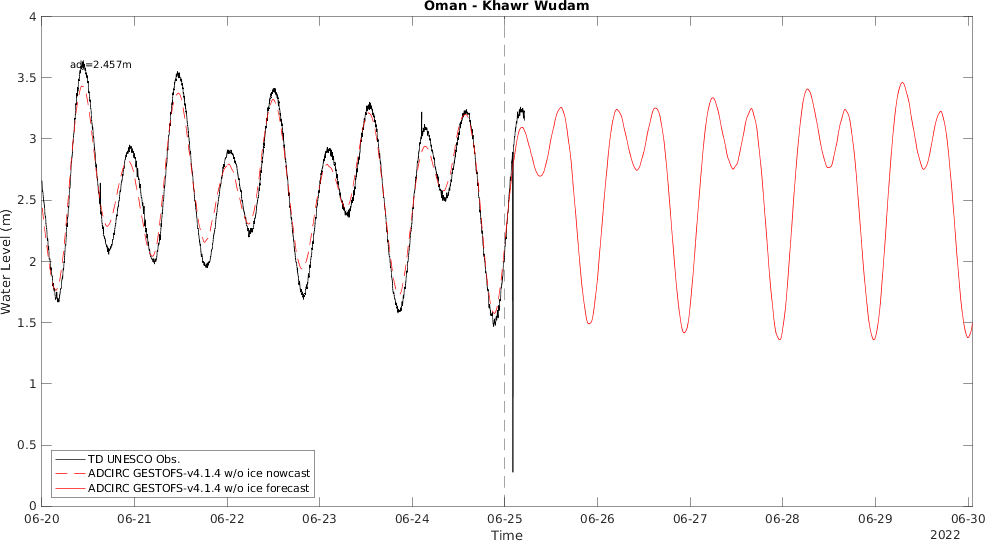 Oman - Khawr Wudam
4
3.5
3
2.5
2
1.5
1
0.5
0
Water Level (m)
=2.457m
TD UNESCO Obs.
ADCIRC GESTOFS-v4.1.4 w/o ice nowcast
ADCIRC GESTOFS-v4.1.4 w/o ice forecast
06-20 06-21 06-22 06-23 06-24 06-25 06-26 06-27 06-28 06-29 06-30
Time
2022